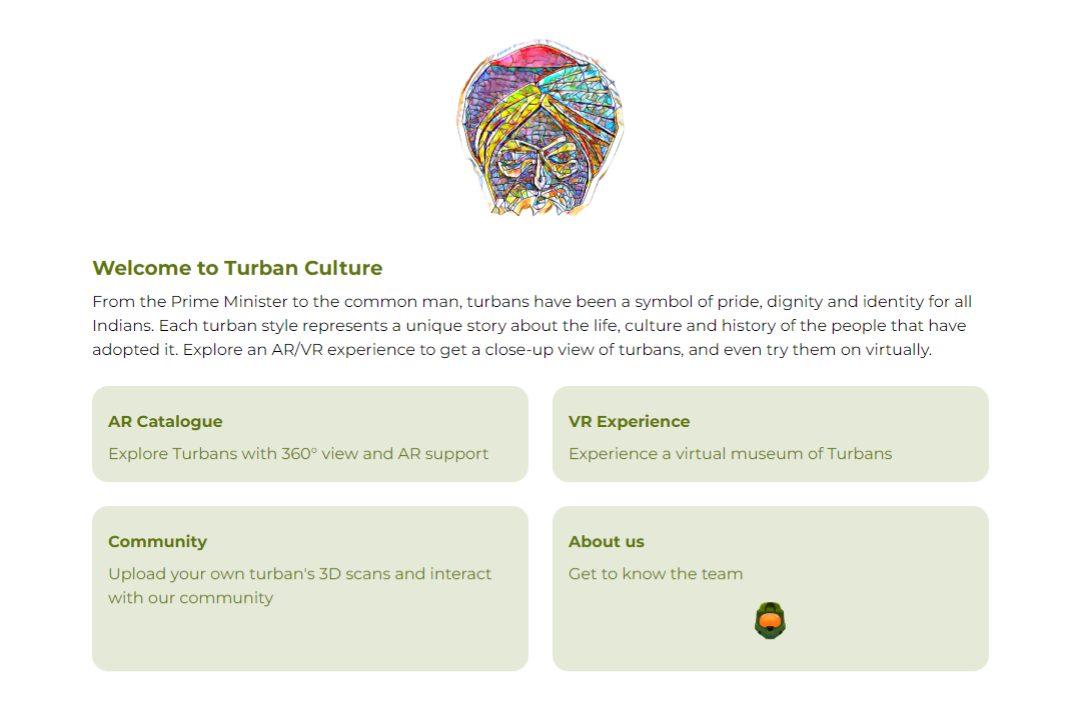 Welcome to Turban Culture
From the Prime Minister to the common man, turbans have been a symbol of pride, dignity and identity for all
Indians. Each turban style represents a unique story about the life, culture and history of the people that have
adopted it. Explore an AR/VR experience to get a close-up view of turbans, and even try them on virtually.
AR Catalogue
Explore Turbans with 360° view and AR support
VR Experience
Experience a virtual museum of Turbans
Community
Upload your own turban's 3D scans and interact
with our community
About us
Get to know the team